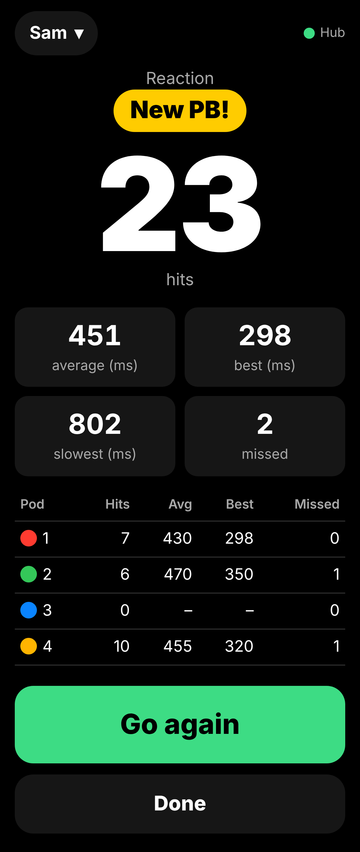 Sam ▼ Hub
Reaction
New PB!
23
hits
451 298
average (ms) best (ms)
802 2
slowest (ms) missed
Pod Hits Avg Best Missed
1 7 430 298 0
2 6 470 350 1
3 0 – – 0
4 10 455 320 1
Go again
Done